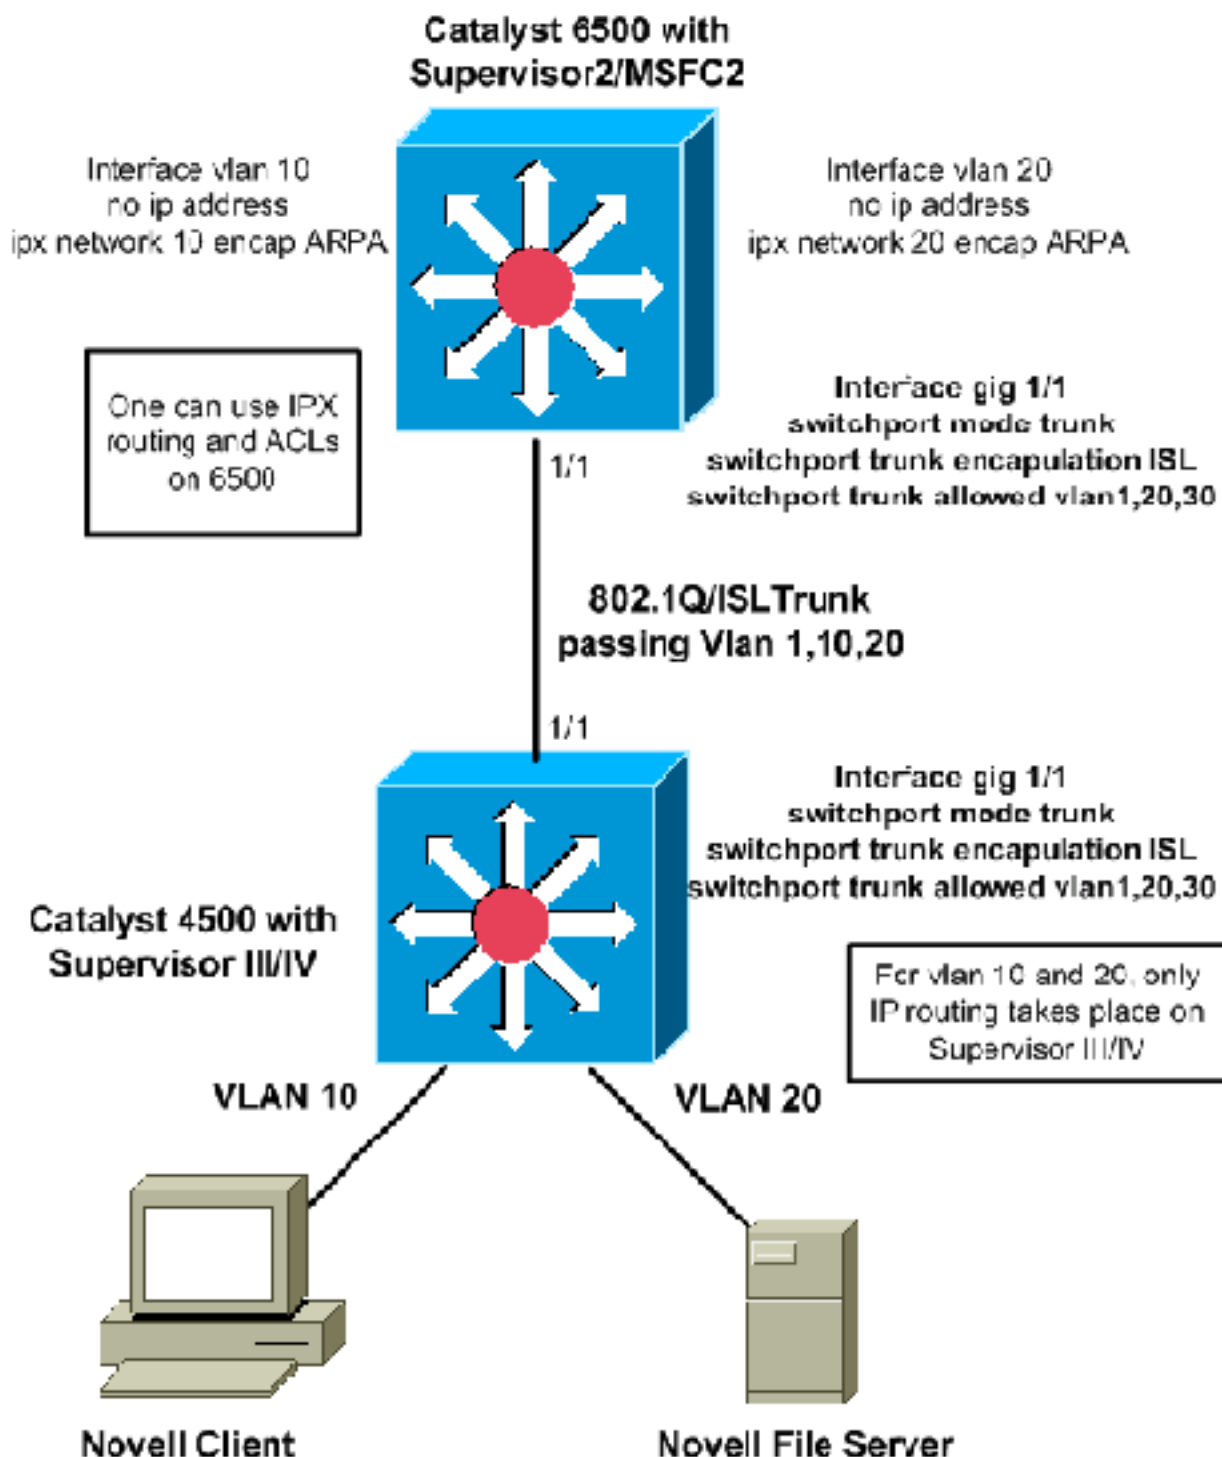 Catalyst 6500 with
Supervisor2/MSFC2
Interface vlan 10
no ip address
ipx network 10 encap ARPA
Interface vlan 20
no ip address
ipx network 20 encap ARPA
One can use IPX
routing and ACLs
on 6500
Interface gig 1/1
switchport mode trunk
switchport trunk encapulation ISL
switchport trunk allowed vlan1,20,30
1/1
802.1Q/ISLTrunk
passing Vlan 1,10,20
1/1
Interface gig 1/1
switchport mode trunk
switchport trunk encapulation ISL
switchport trunk allowed vlan1,20,30
Catalyst 4500 with
Supervisor III/IV
For vlan 10 and 20, only
IP routing takes place on
Supervisor III/IV
VLAN 10
VLAN 20
Novell Client
Novell File Server